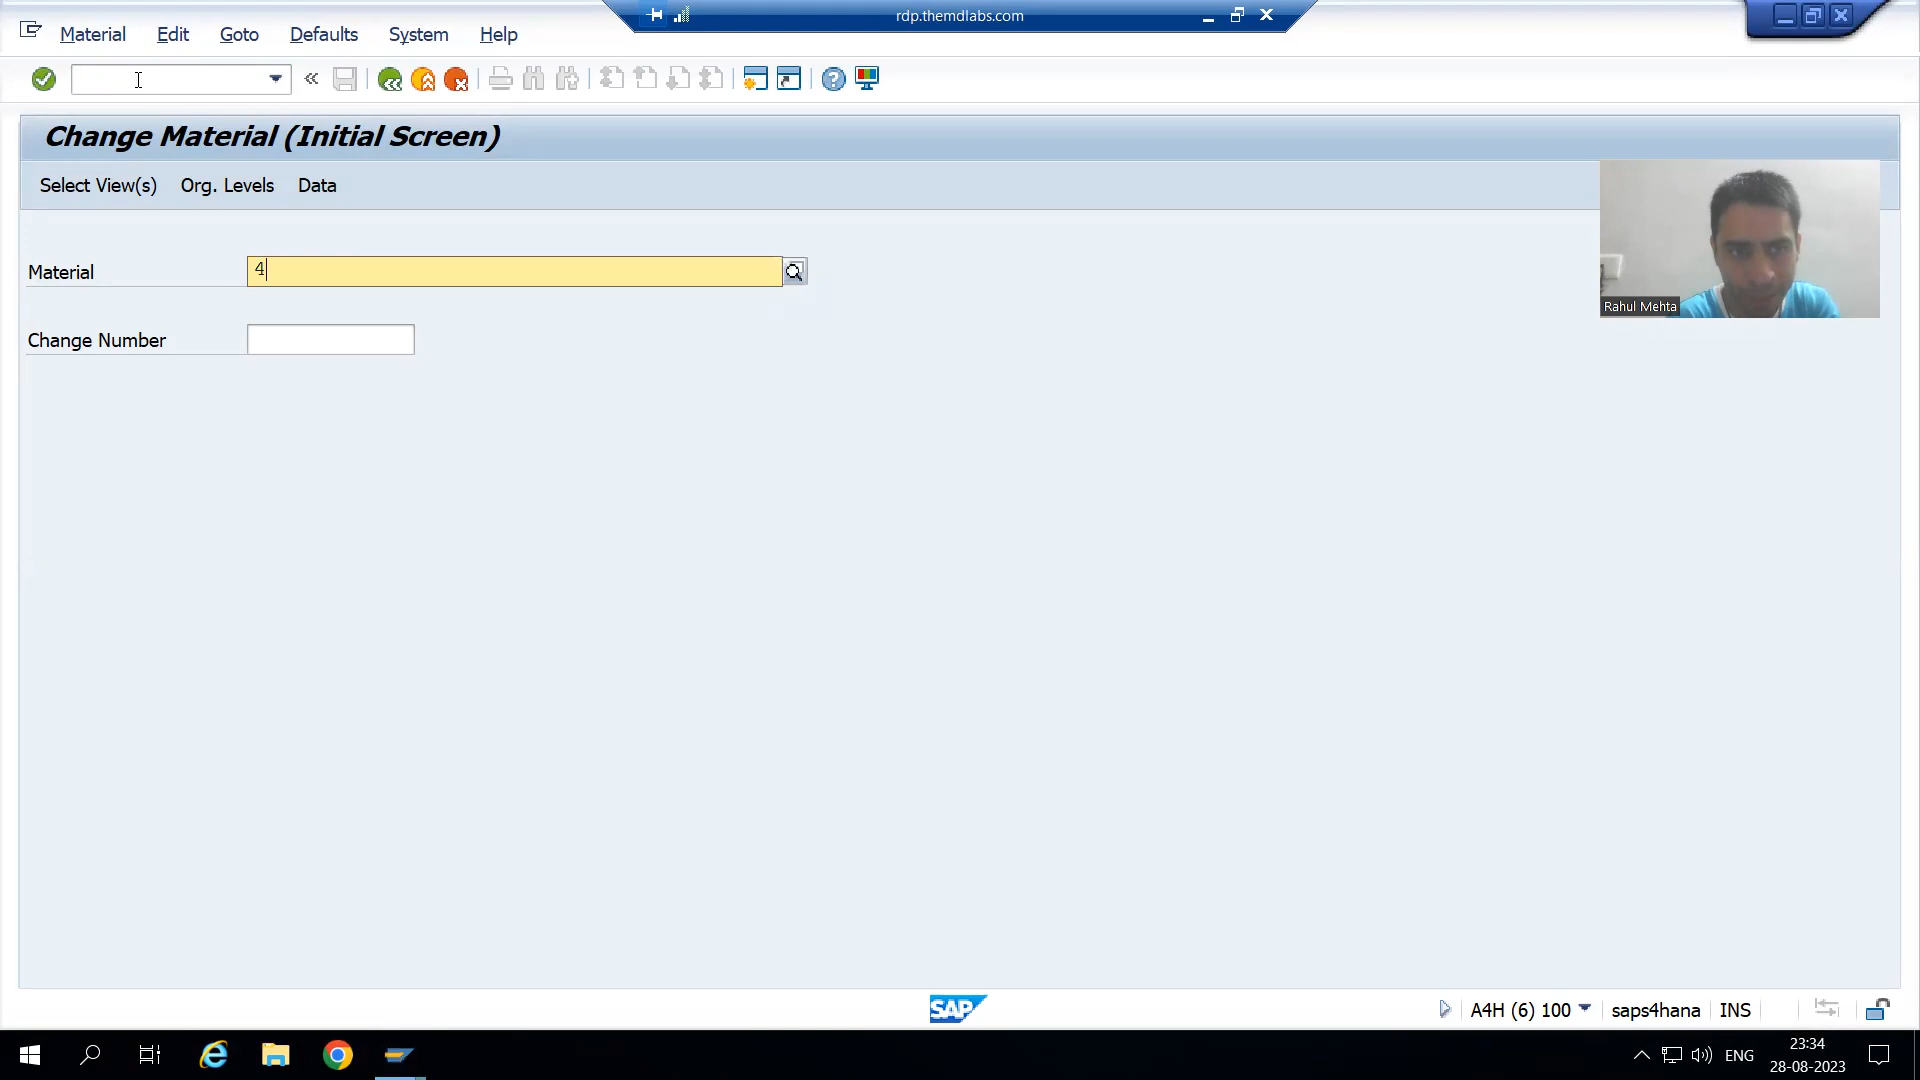 rdp.themdlabs.com
Material Edit Goto Defaults System Help
Change Material (Initial Screen)
Select View(s) Org. Levels Data
Material 4
Change Number
Rahul Mehta
SAP
A4H (6) 100 saps4hana INS
ENG
23:34
28-08-2023